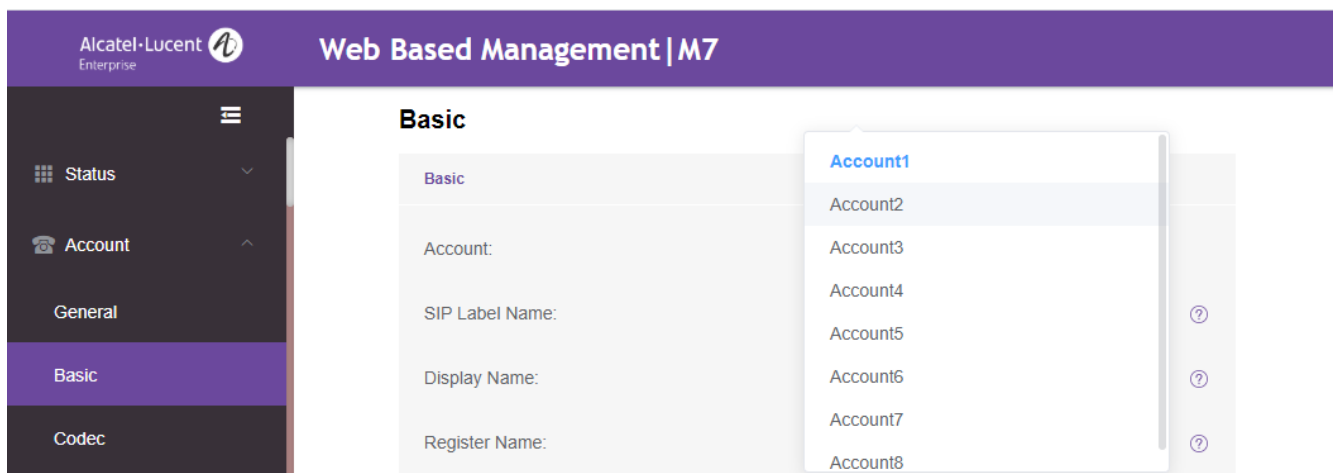 Alcatel·Lucent
Enterprise
Web Based Management|M7
Status
Account
General
Basic
Codec
Basic
Basic
Account:
SIP Label Name:
Display Name:
Register Name:
Account1
Account2
Account3
Account4
Account5
Account6
Account7
Account8